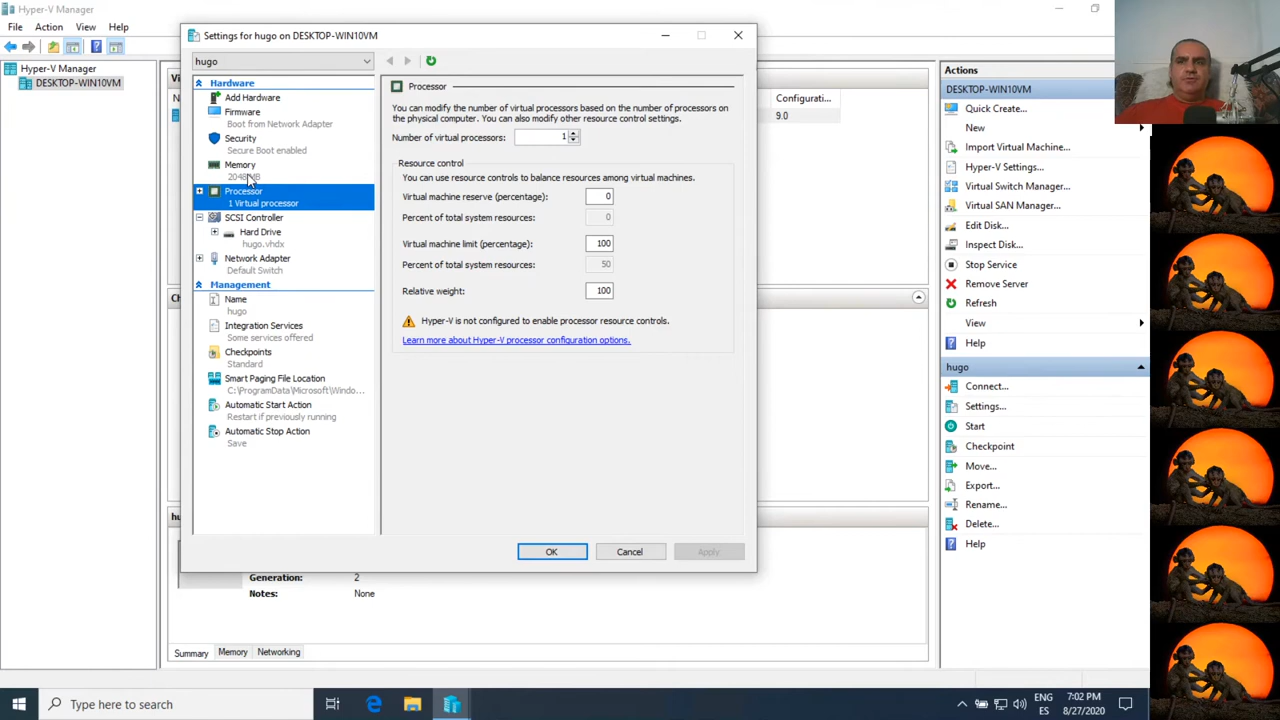 Hyper-V Manager
File Action View Help
Hyper-V Manager
DESKTOP-WIN10VM
Settings for hugo on DESKTOP-WIN10VM
hugo
Hardware
Add Hardware
Firmware
Boot from Network Adapter
Security
Secure Boot enabled
Memory
2048 MB
Processor
1 Virtual processor
SCSI Controller
Hard Drive
hugo.vhdx
Network Adapter
Default Switch
Management
Name
hugo
Integration Services
Some services offered
Checkpoints
Standard
Smart Paging File Location
C:\ProgramData\Microsoft\Windo...
Automatic Start Action
Restart if previously running
Automatic Stop Action
Save
Processor
You can modify the number of virtual processors based on the number of processors on
the physical computer. You can also modify other resource control settings.
Number of virtual processors: 1
Resource control
You can use resource controls to balance resources among virtual machines.
Virtual machine reserve (percentage): 0
Percent of total system resources: 0
Virtual machine limit (percentage): 100
Percent of total system resources: 50
Relative weight: 100
Hyper-V is not configured to enable processor resource controls.
Learn more about Hyper-V processor configuration options.
OK Cancel Apply
Configurati...
9.0
Generation: 2
Notes: None
Summary Memory Networking
Actions
DESKTOP-WIN10VM
Quick Create...
New
Import Virtual Machine...
Hyper-V Settings...
Virtual Switch Manager...
Virtual SAN Manager...
Edit Disk...
Inspect Disk...
Stop Service
Remove Server
Refresh
View
Help
hugo
Connect...
Settings...
Start
Checkpoint
Move...
Export...
Rename...
Delete...
Help
Type here to search
ENG
ES
7:02 PM
8/27/2020